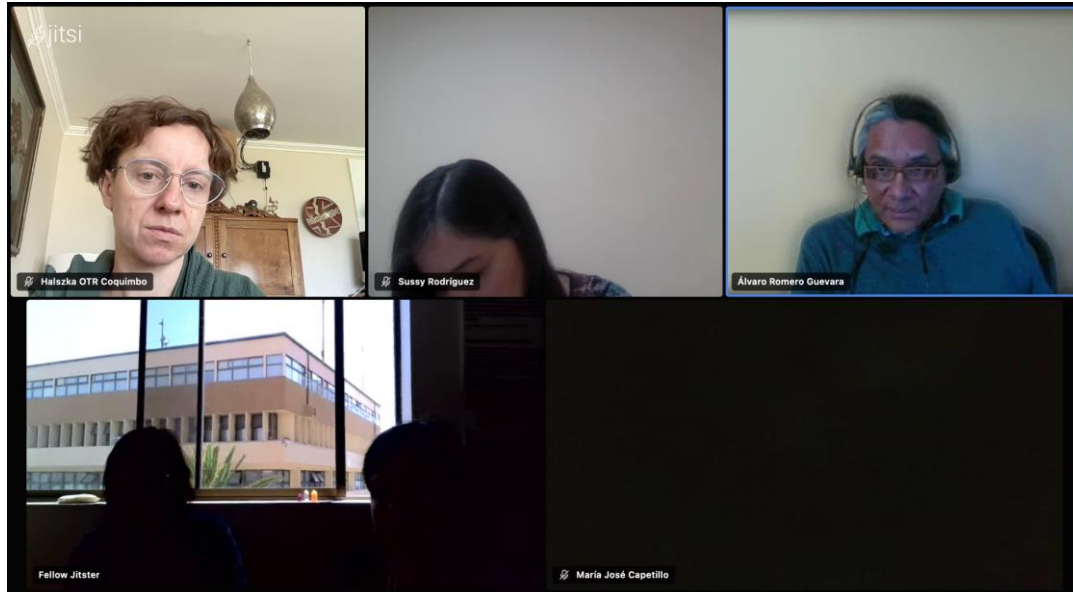 jitsi
Halszka OTR Coquimbo
Sussy Rodríguez
Álvaro Romero Guevara
Fellow Jitster
María José Capetillo